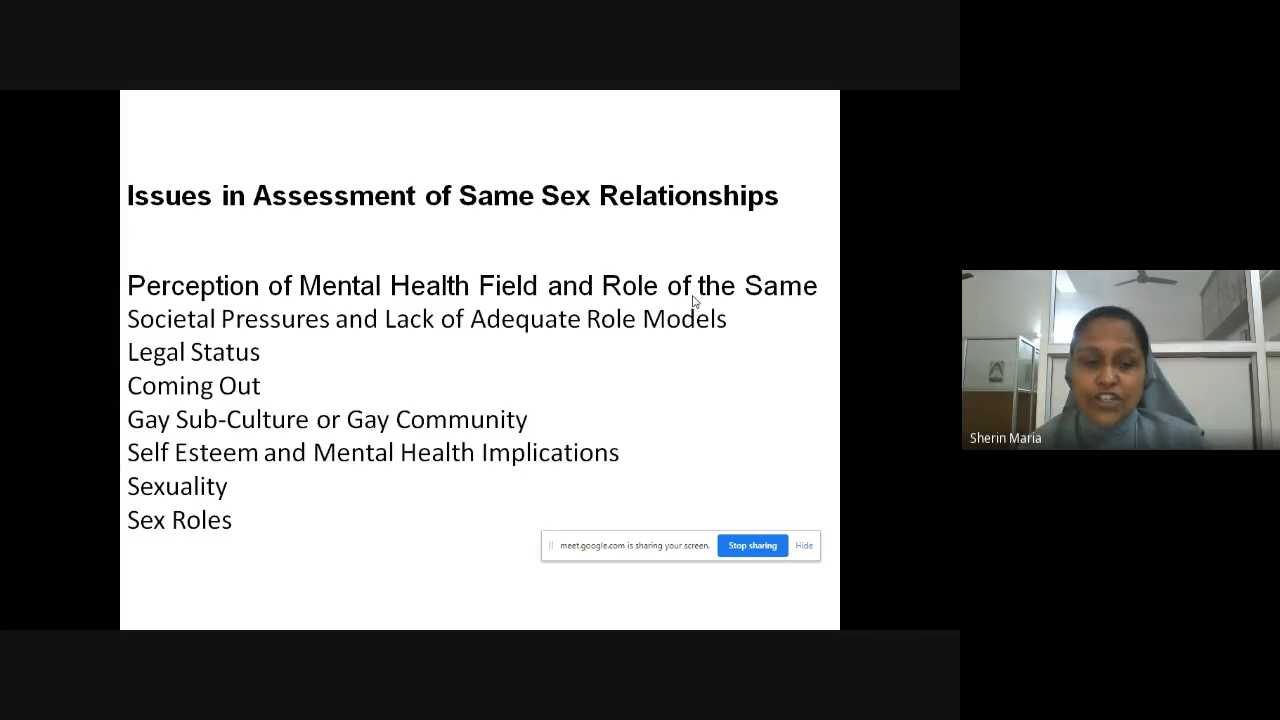 Issues in Assessment of Same Sex Relationships
Perception of Mental Health Field and Role of the Same
Societal Pressures and Lack of Adequate Role Models
Legal Status
Coming Out
Gay Sub-Culture or Gay Community
Self Esteem and Mental Health Implications
Sexuality
Sex Roles
meet.google.com is sharing your screen. Stop sharing Hide
Sherin Maria